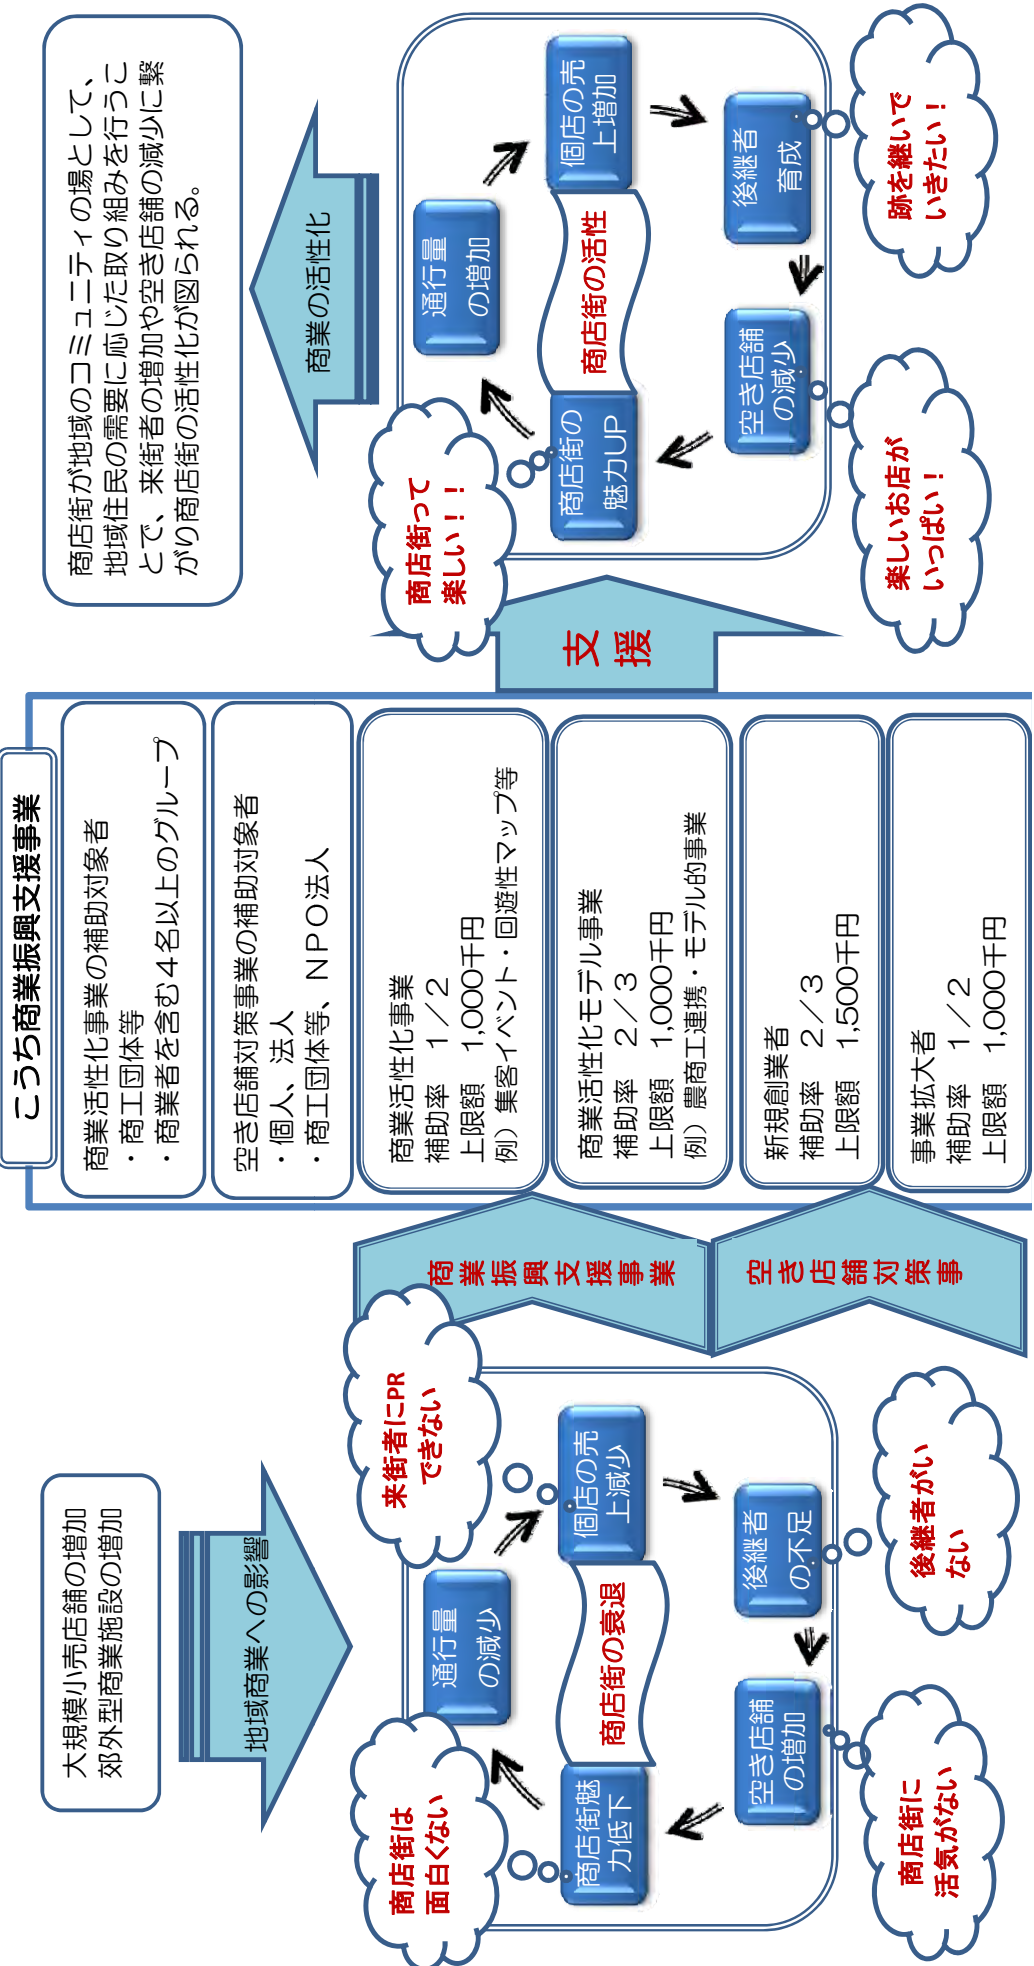 大規模小売店舗の増加
郊外型商業施設の増加
地域商業への影響
商店街は
面白くない
来街者にPR
できない
通行量
の減少
商店街魅
力低下
商店街の衰退
個店の売
上減少
空き店舗
の増加
後継者
の不足
商店街に
活気がない
後継者がい
ない
商業振興支援事業
空き店舗対策事
こうち商業振興支援事業
商業活性化事業の補助対象者
・商工団体等
・商業者を含む4名以上のグループ
空き店舗対策事業の補助対象者
・個人、法人
・商工団体等、NPO法人
商業活性化事業
補助率 1/2
上限額 1,000千円
例）集客イベント・回遊性マップ等
商業活性化モデル事業
補助率 2/3
上限額 1,000千円
例）農商工連携・モデル的事業
新規創業者
補助率 2/3
上限額 1,500千円
事業拡大者
補助率 1/2
上限額 1,000千円
支
援
商店街が地域のコミュニティの場として、
地域住民の需要に応じた取り組みを行うこ
とで、来街者の増加や空き店舗の減少に繋
がり商店街の活性化が図られる。
商業の活性化
商店街って
楽しい！！
通行量
の増加
商店街の
魅力UP
商店街の活性
個店の売
上増加
空き店舗
の減少
後継者
育成
楽しいお店が
いっぱい！
跡を継いで
いきたい！